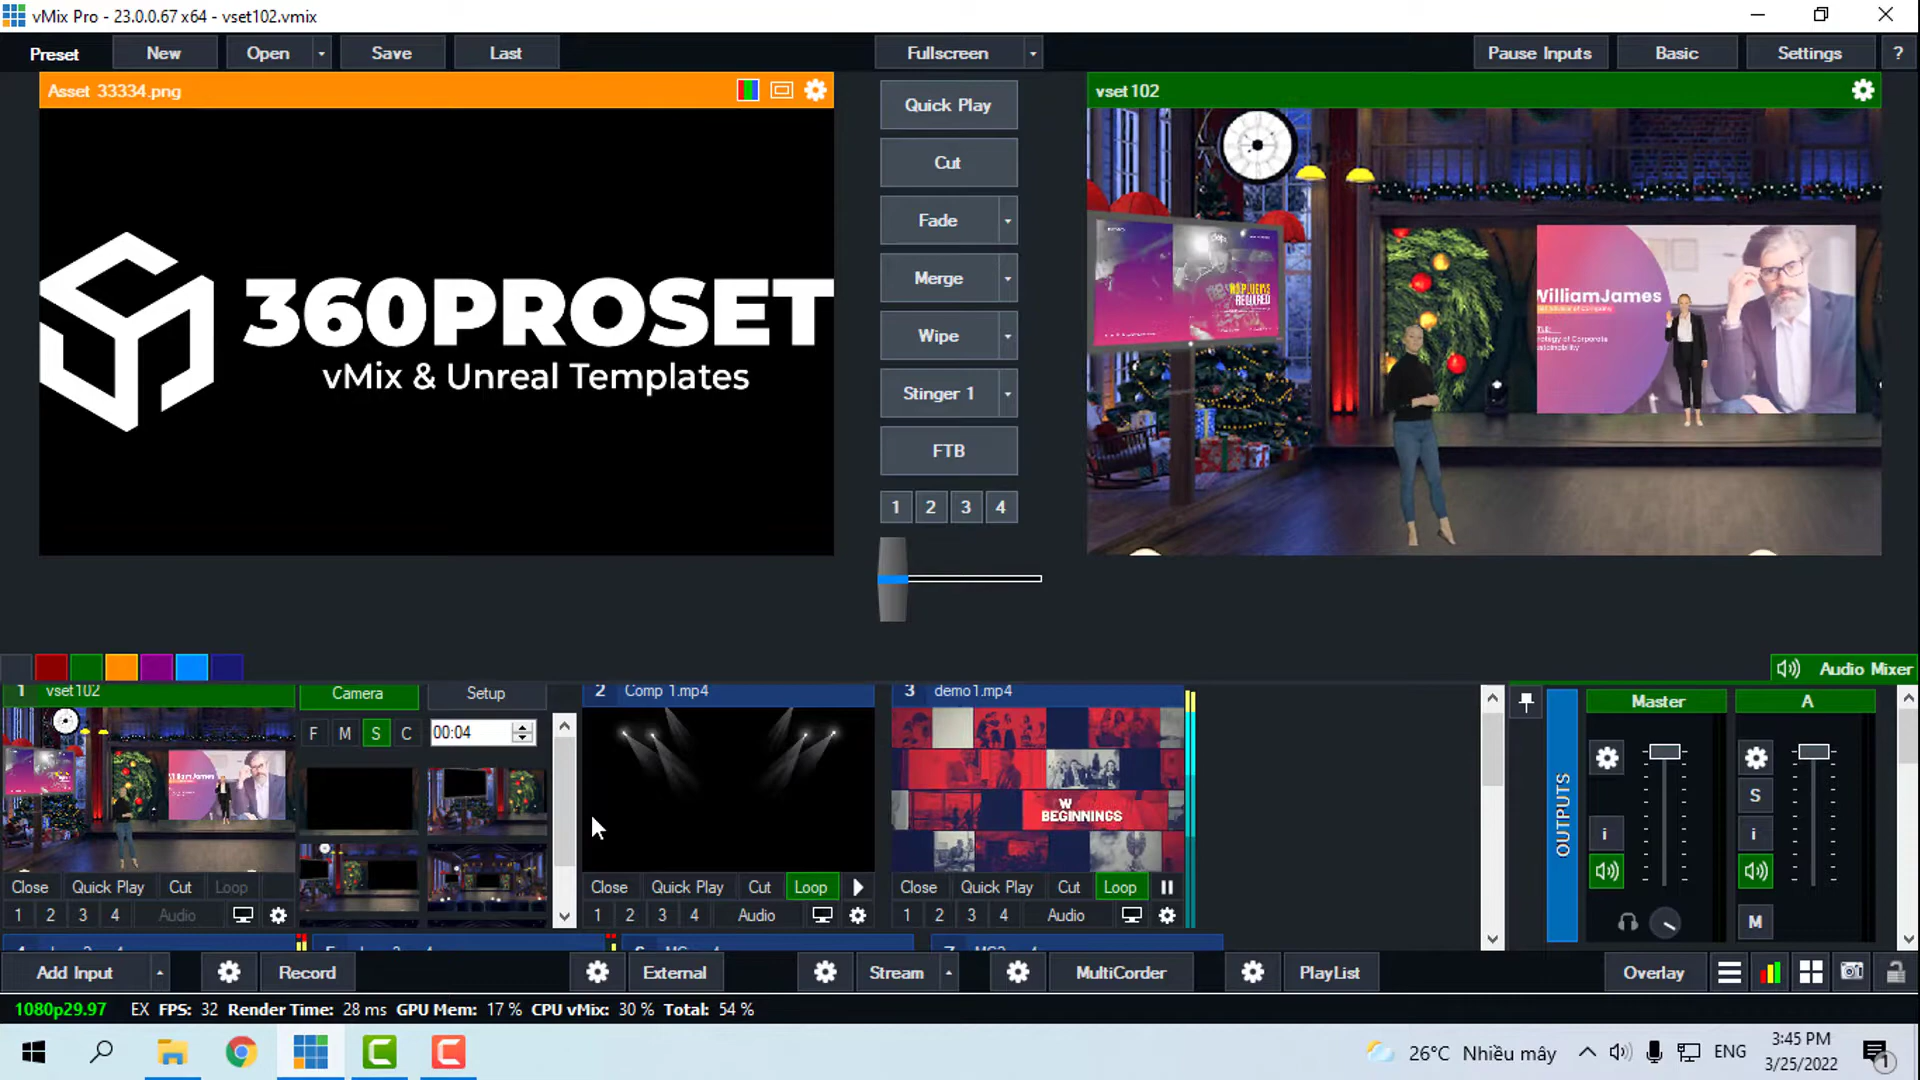 vMix Pro - 23.0.0.67 x64 - vset102.vmix
Preset
New
Open
Save
Last
Fullscreen
Pause Inputs
Basic
Settings
?
Asset 33334.png
360PROSET
vMix & Unreal Templates
Quick Play
Cut
Fade
Merge
Wipe
Stinger 1
FTB
1 2 3 4
vset102
WilliamJames
REQUIRED
Audio Mixer
1 vset102
Camera
Setup
F M S C
00:04
Close Quick Play Cut Loop
1 2 3 4 Audio
2 Comp 1.mp4
Close Quick Play Cut Loop
1 2 3 4 Audio
3 demo1.mp4
W
BEGINNINGS
Close Quick Play Cut Loop
1 2 3 4 Audio
OUTPUTS
Master
i
A
S
i
M
Add Input
Record
External
Stream
MultiCorder
PlayList
Overlay
1080p29.97 EX FPS: 32 Render Time: 28 ms GPU Mem: 17 % CPU vMix: 30 % Total: 54 %
26°C Nhiều mây
ENG
3:45 PM
3/25/2022
1